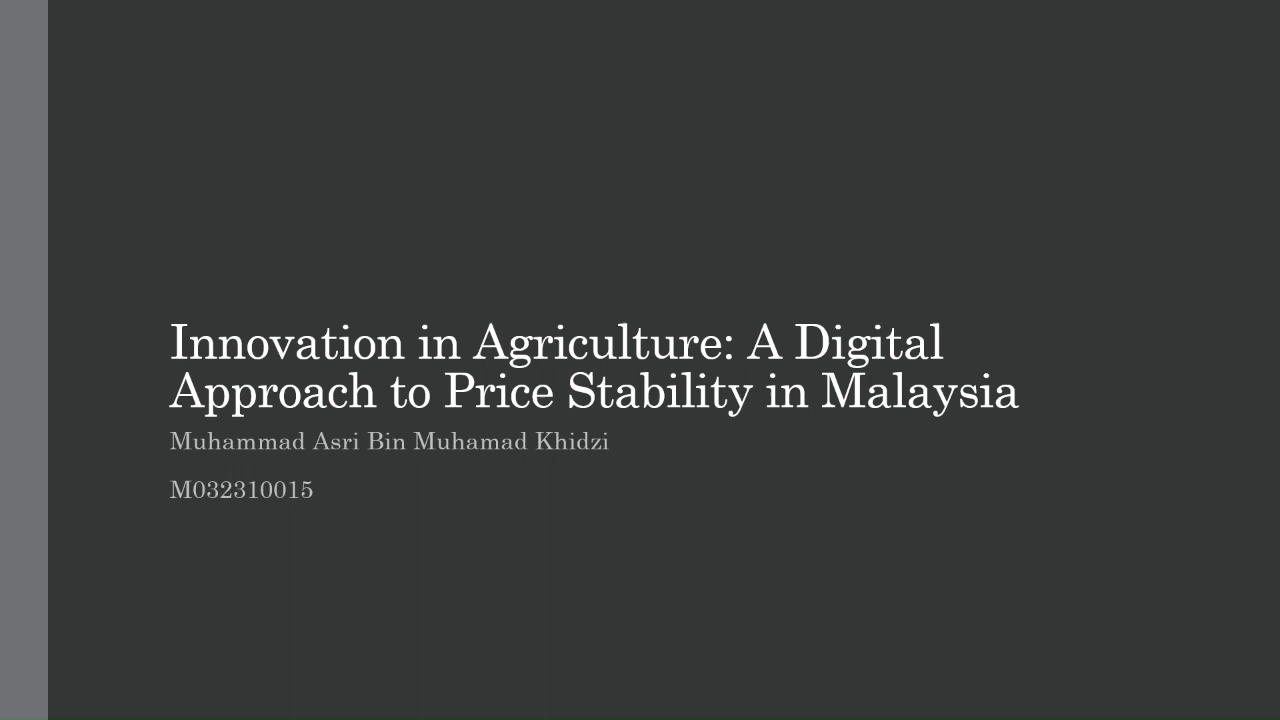 Innovation in Agriculture: A Digital
Approach to Price Stability in Malaysia
Muhammad Asri Bin Muhamad Khidzi
M032310015